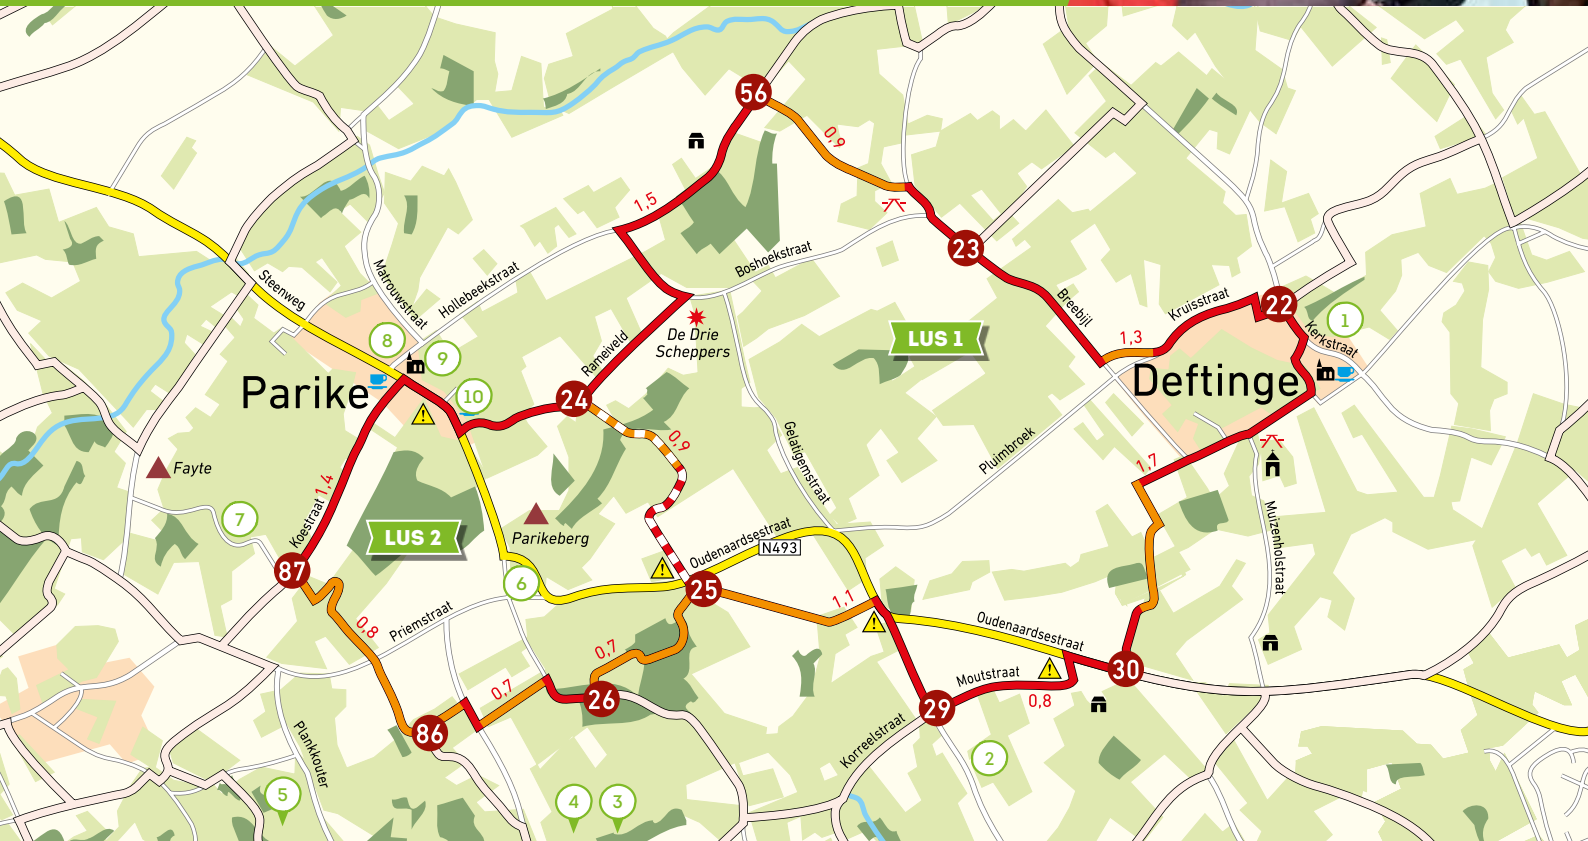 56
0,9
1,5
23
Boshoekstraat
Matrouwstraat
Hollebeekstraat
Steenweg
Breebijl
Kruisstraat
22
1
Kerkstraat
LUS 1
De Drie
Scheppers
8
9
1,3
Rameiveld
Parike
Deftinge
10
24
0,9
Gelatigemstraat
Pluimbroek
1,7
Fayte
Koestraat
1,4
7
LUS 2
Parikeberg
Oudenaardsestraat
N493
Muizenholstraat
87
6
25
1,1
0,8
Priemstraat
Oudenaardsestraat
0,7
0,7
26
Moutstraat
30
0,8
29
86
Plankkouter
Korreelstraat
2
5
4
3